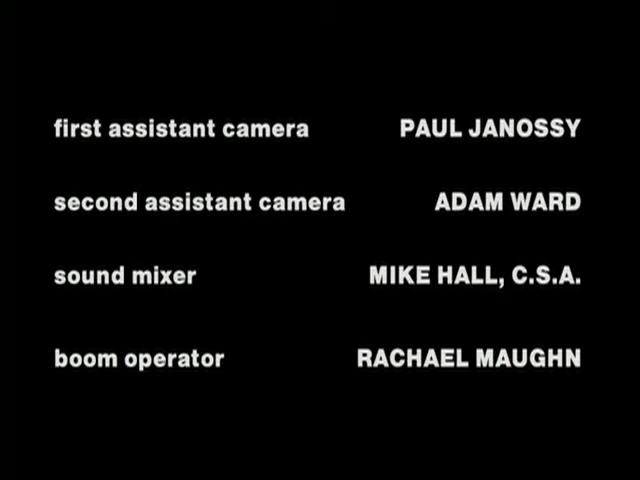 first assistant camera PAUL JANOSSY
second assistant camera ADAM WARD
sound mixer MIKE HALL, C.S.A.
boom operator RACHAEL MAUGHN